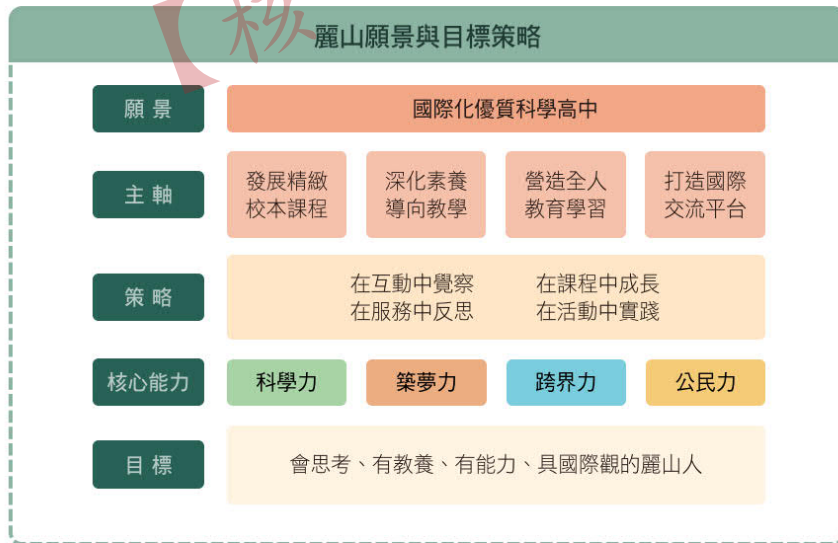 【核
麗山願景與目標策略
願景
國際化優質科學高中
主軸
發展精緻
校本課程
深化素養
導向教學
營造全人
教育學習
打造國際
交流平台
策略
在互動中覺察
在課程中成長
在服務中反思
在活動中實踐
核心能力
科學力
築夢力
跨界力
公民力
目標
會思考、有教養、有能力、具國際觀的麗山人